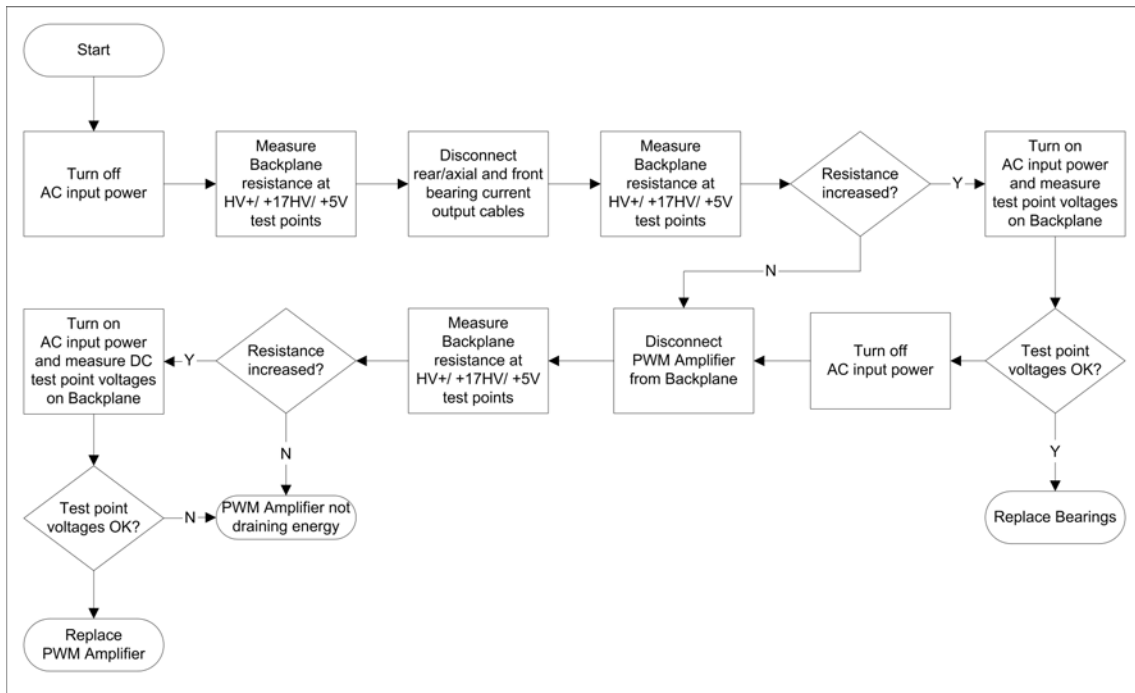 Start
Turn off
AC input power
Measure
Backplane
resistance at
HV+/ +17HV/ +5V
test points
Disconnect
rear/axial and front
bearing current
output cables
Measure
Backplane
resistance at
HV+/ +17HV/ +5V
test points
Resistance
increased?
Y
Turn on
AC input power
and measure
test point voltages
on Backplane
N
Turn on
AC input power
and measure DC
test point voltages
on Backplane
Y
Resistance
increased?
Measure
Backplane
resistance at
HV+/ +17HV/ +5V
test points
Disconnect
PWM Amplifier
from Backplane
Turn off
AC input power
Test point
voltages OK?
N
Y
Test point
voltages OK?
N
PWM Amplifier not
draining energy
Replace Bearings
Replace
PWM Amplifier